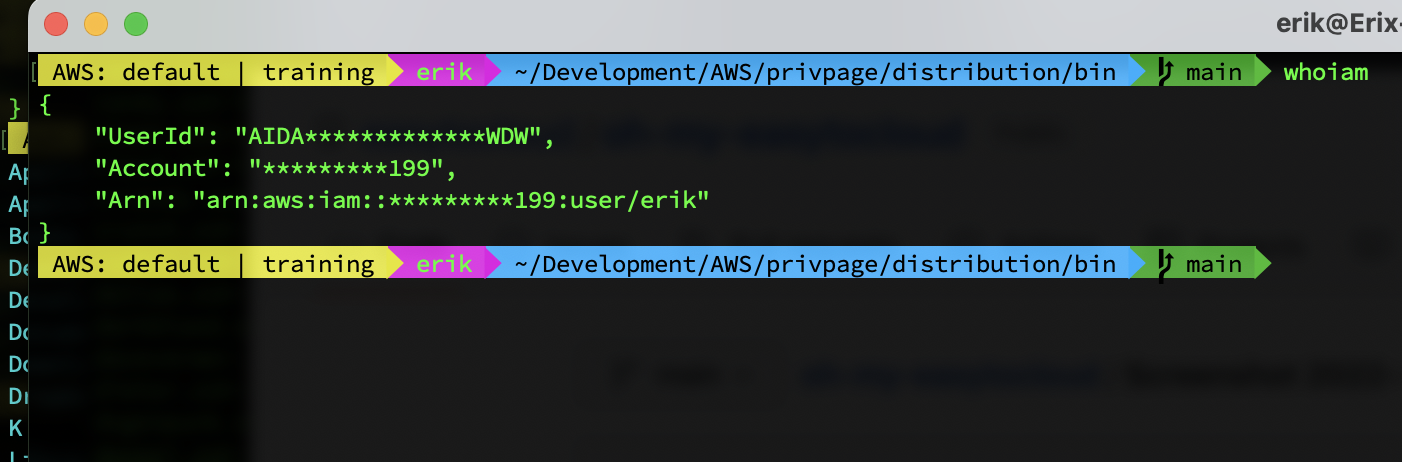 erik@Erix-
AWS: default | training erik ~/Development/AWS/privpage/distribution/bin main whoiam
}
{
"UserId": "AIDA*************WDW",
Ap
"Account": "*********199",
Ap
"Arn": "arn:aws:iam::*********199:user/erik"
Bo
}
De
AWS: default | training erik ~/Development/AWS/privpage/distribution/bin main
De
Do
Do
Dr
K